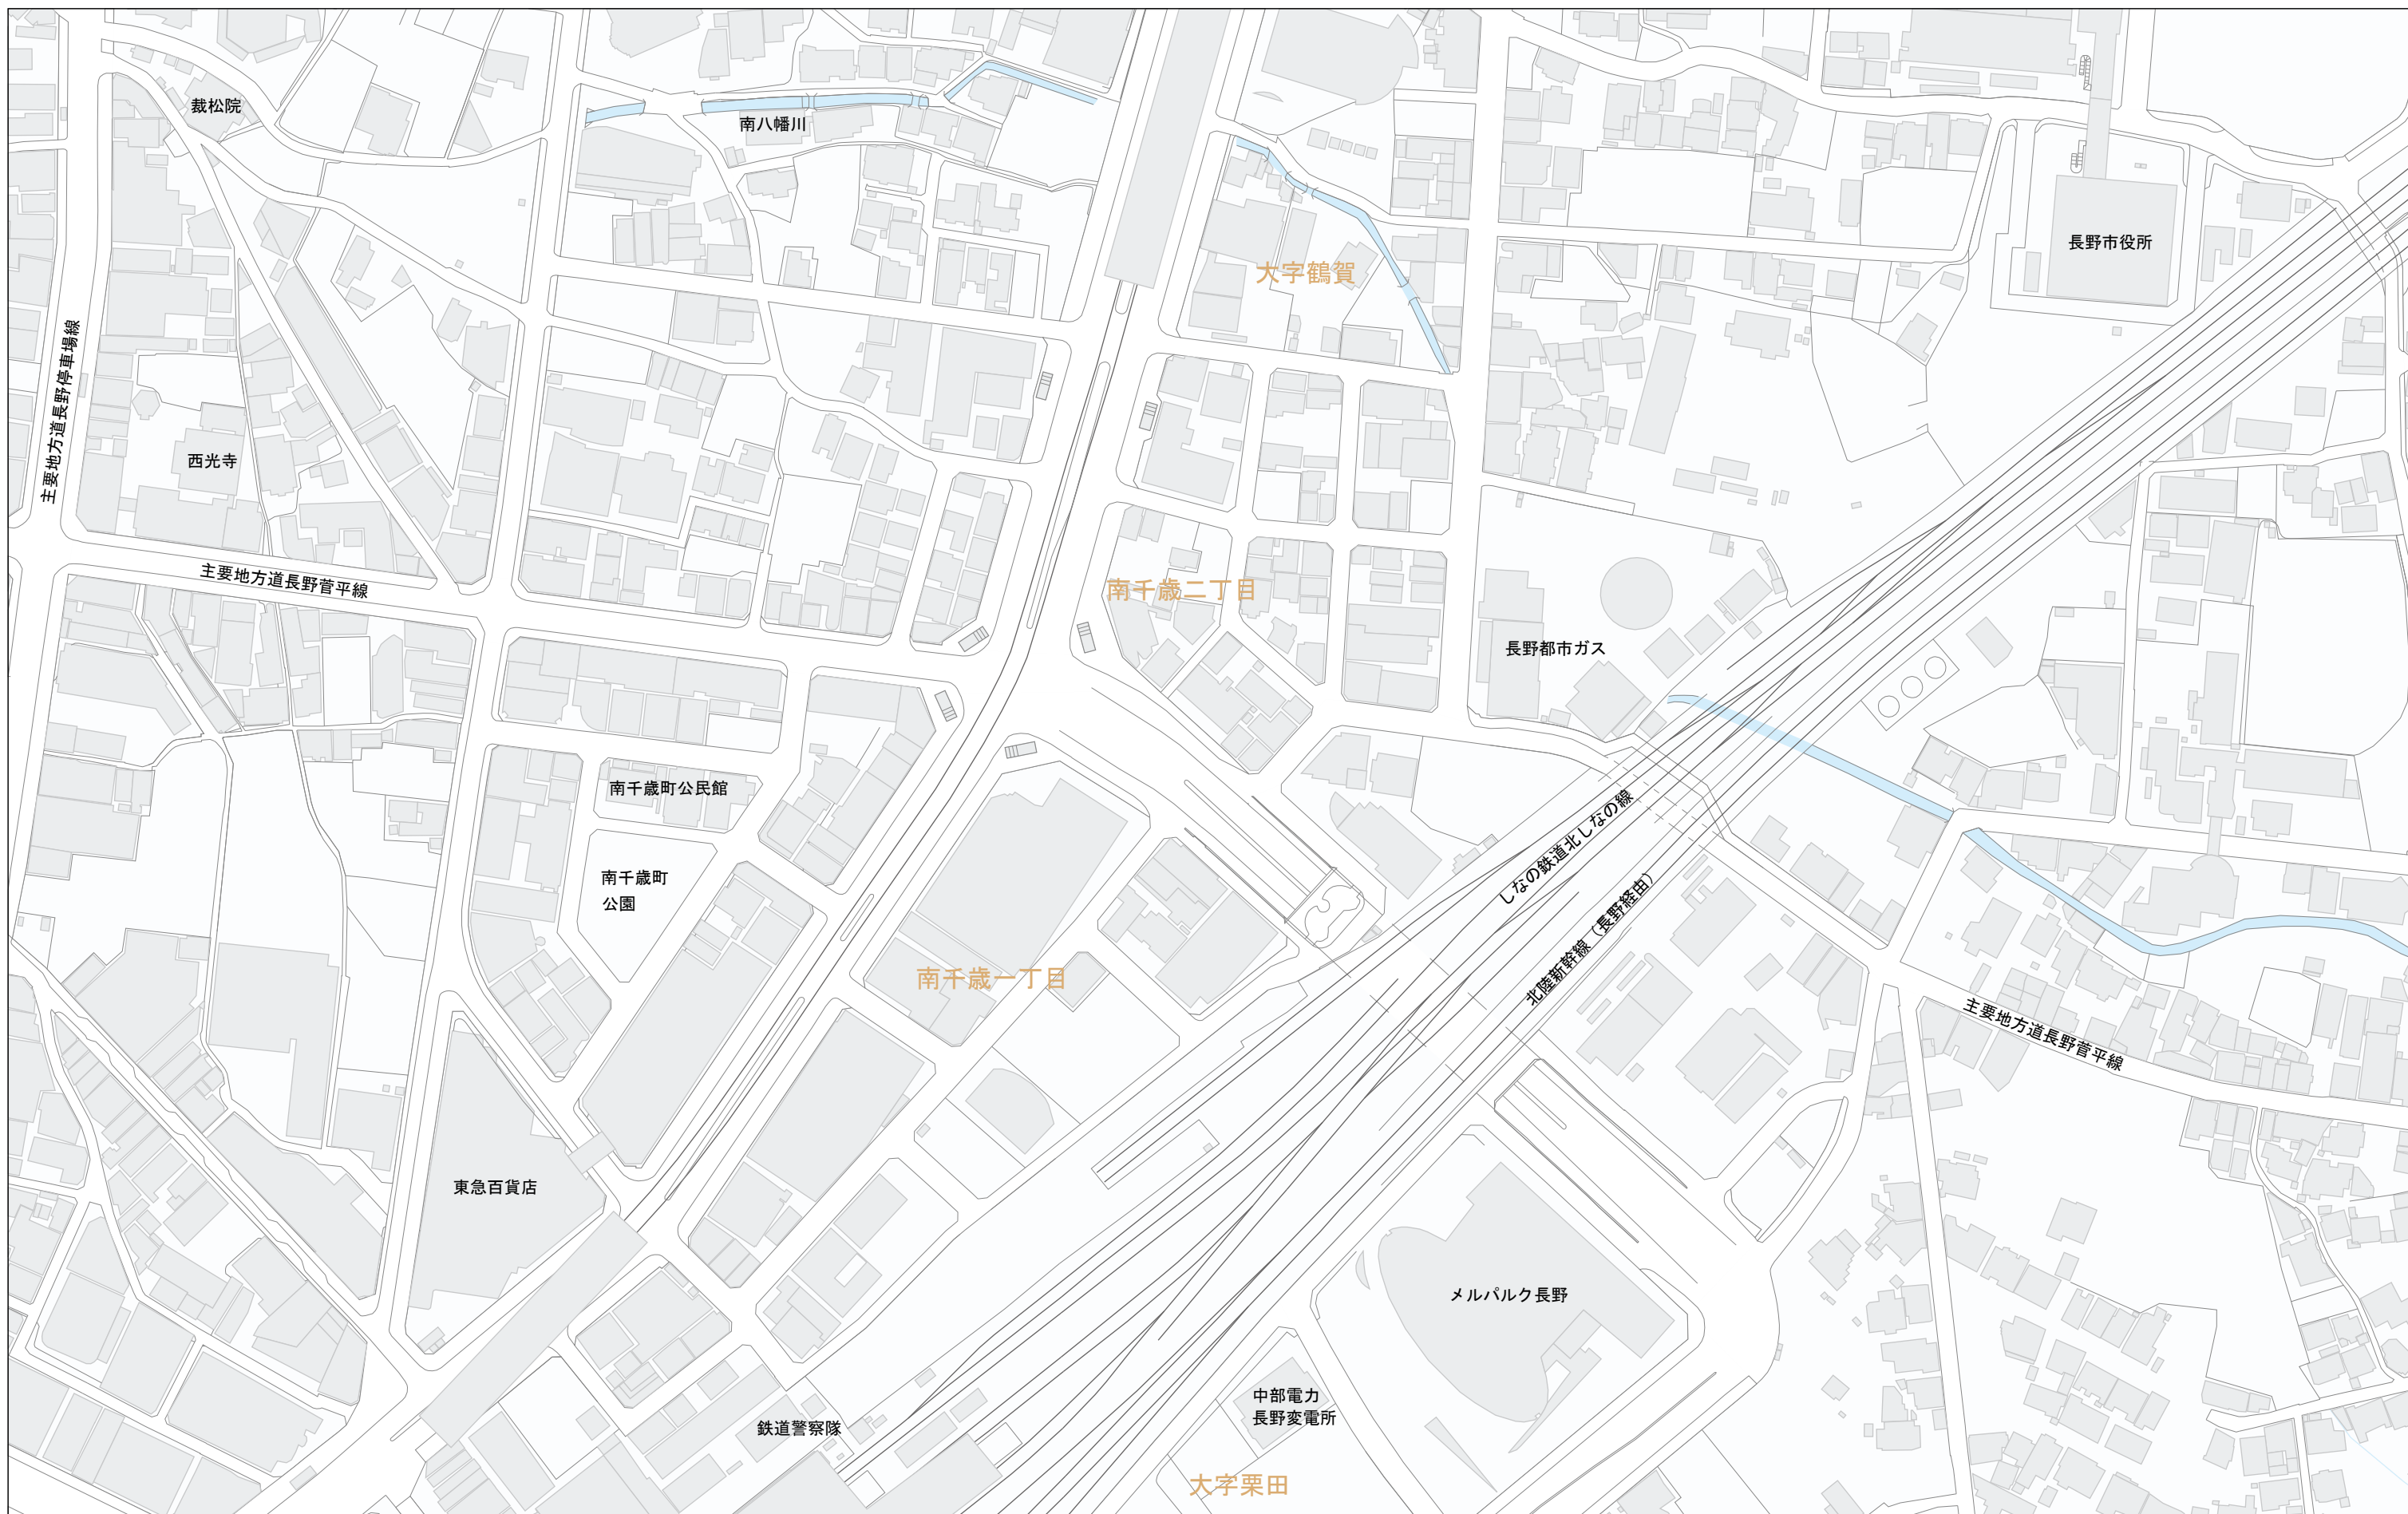 裁松院
南八幡川
長野市役所
大字鶴賀
主要地方道長野停車場線
西光寺
主要地方道長野菅平線
南千歳二丁目
長野都市ガス
南千歳町公民館
しなの鉄道北しなの線
南千歳町
公園
北陸新幹線（長野経由）
南千歳一丁目
主要地方道長野菅平線
東急百貨店
メルパルク長野
中部電力
長野変電所
鉄道警察隊
大字栗田